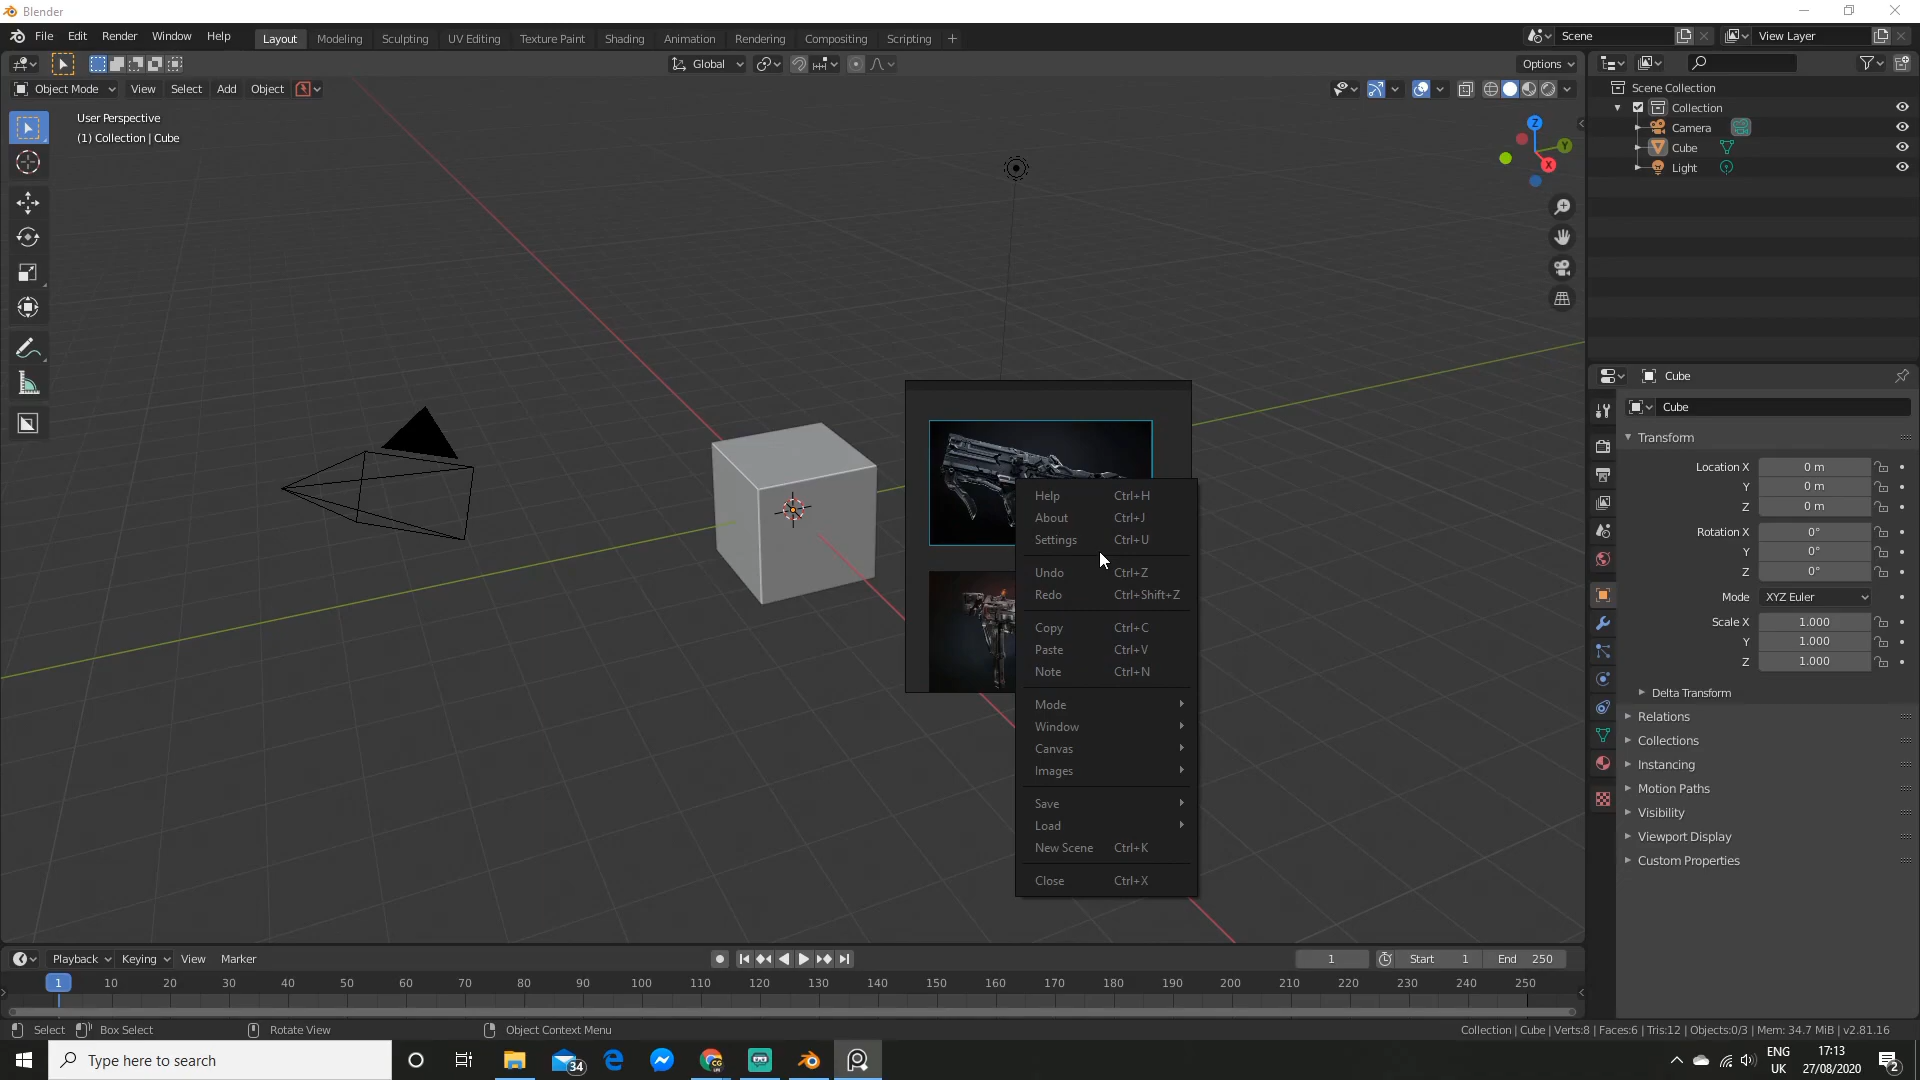 Blender
File Edit Render Window Help
Layout Modeling Sculpting UV Editing Texture Paint Shading Animation Rendering Compositing Scripting +
Scene
View Layer
Global
Options
Object Mode View Select Add Object
User Perspective
(1) Collection | Cube
Z
Y
X
Scene Collection
Collection
Camera
Cube
Light
Cube
Cube
Transform
Location X 0 m
Y 0 m
Z 0 m
Rotation X 0°
Y 0°
Z 0°
Mode XYZ Euler
Scale X 1.000
Y 1.000
Z 1.000
Delta Transform
Relations
Collections
Instancing
Motion Paths
Visibility
Viewport Display
Custom Properties
Help Ctrl+H
About Ctrl+J
Settings Ctrl+U
Undo Ctrl+Z
Redo Ctrl+Shift+Z
Copy Ctrl+C
Paste Ctrl+V
Note Ctrl+N
Mode
Window
Canvas
Images
Save
Load
New Scene Ctrl+K
Close Ctrl+X
Playback Keying View Marker
1 Start 1 End 250
1 10 20 30 40 50 60 70 80 90 100 110 120 130 140 150 160 170 180 190 200 210 220 230 240 250
Select Box Select Rotate View Object Context Menu
Collection | Cube | Verts:8 | Faces:6 | Tris:12 | Objects:0/3 | Mem: 34.7 MiB | v2.81.16
Type here to search
34
ENG
UK
17:13
27/08/2020
2